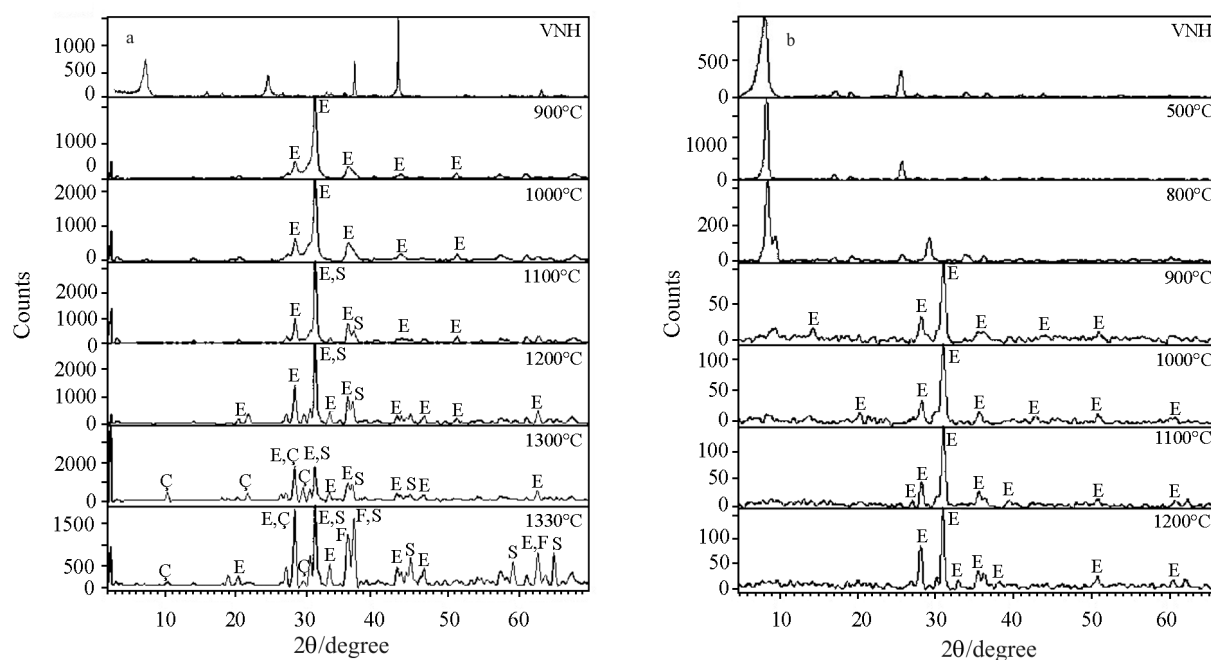 a
VNH
1500
1000
500
0
E
900°C
1000
0
E E E E
1000°C
2000
1000
0
E
E E E E
1100°C
2000
1000
0
E,S
E E S E E
1200°C
2000
1000
0
E,S
E E E E S E E E E
1300°C
2000
0
Ç Ç E,Ç Ç E,S E E S E S E E
1330°C
1500
500
0
Ç E E,Ç Ç E,S E F F,S E S E S E,F S
10 20 30 40 50 60
2θ/degree
Counts
b
VNH
500
0
500°C
1000
0
800°C
200
0
900°C
50
0
E
E E E E E
1000°C
100
50
0
E
E E E E E E
1100°C
100
50
0
E
E E E E E E
1200°C
100
50
0
E
E E E E E E
10 20 30 40 50 60
2θ/degree
Counts